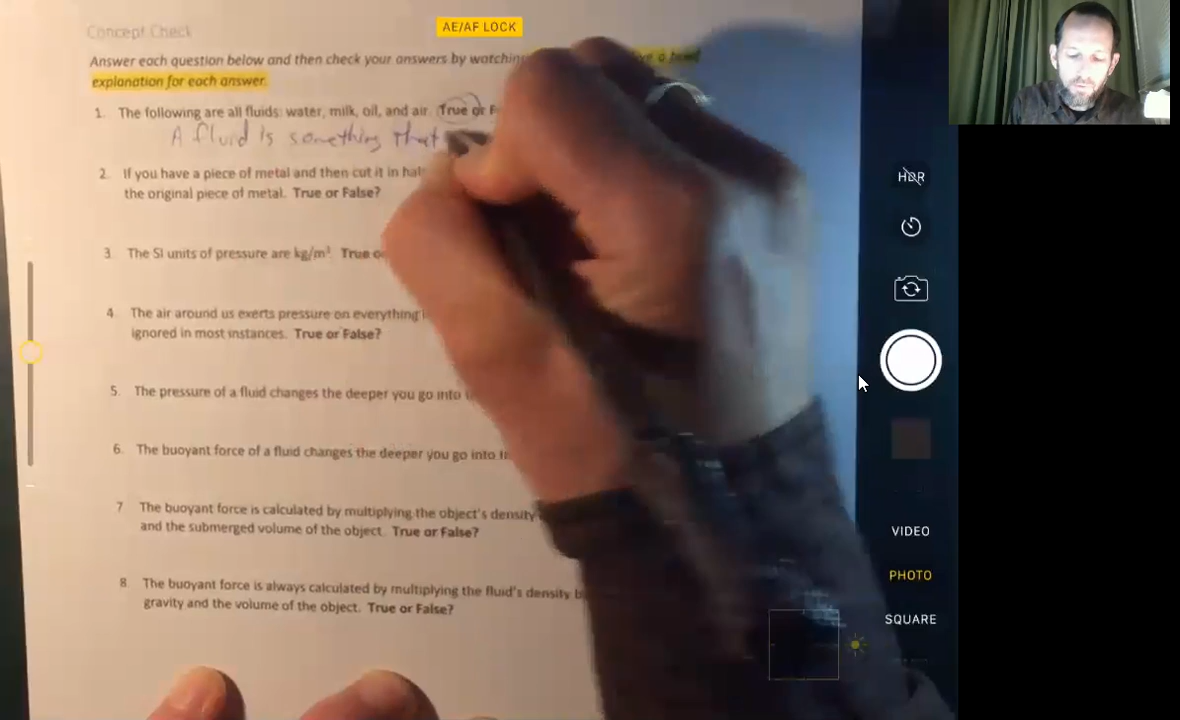 Concept Check
AE/AF LOCK
Answer each question below and then check your answers by watching
explanation for each answer.
1. The following are all fluids: water, milk, oil, and air. True or F
A fluid is something that
2. If you have a piece of metal and then cut it in hal
the original piece of metal. True or False?
3. The SI units of pressure are True o
4. The air around us exerts pressure on everything
ignored in most instances. True or False?
5. The pressure of a fluid changes the deeper you go into
6. The buoyant force of a fluid changes the deeper you go into
7 The buoyant force is calculated by multiplying the object's density
and the submerged volume of the object. True or False?
8. The buoyant force is always calculated by multiplying the fluid's density b
gravity and the volume of the object. True or False?
HDR
VIDEO
PHOTO
SQUARE